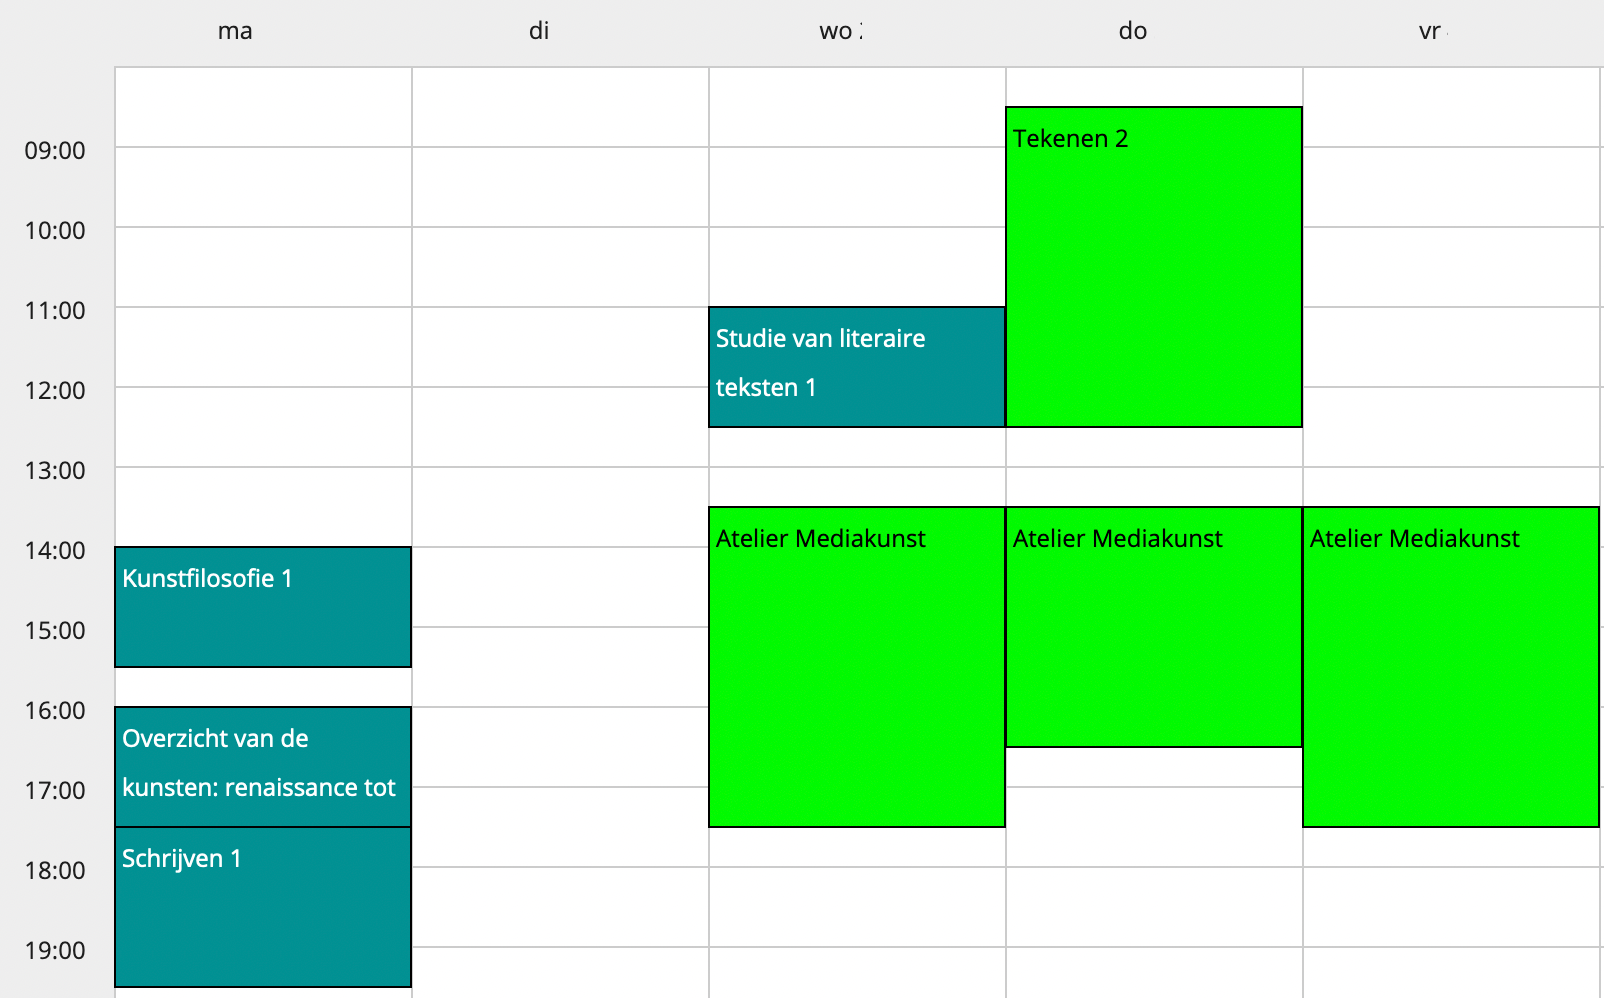 ma
di
wo
do
vr
09:00
10:00
11:00
12:00
13:00
14:00
15:00
16:00
17:00
18:00
19:00
Kunstfilosofie 1
Overzicht van de
kunsten: renaissance tot
Schrijven 1
Studie van literaire
teksten 1
Atelier Mediakunst
Tekenen 2
Atelier Mediakunst
Atelier Mediakunst